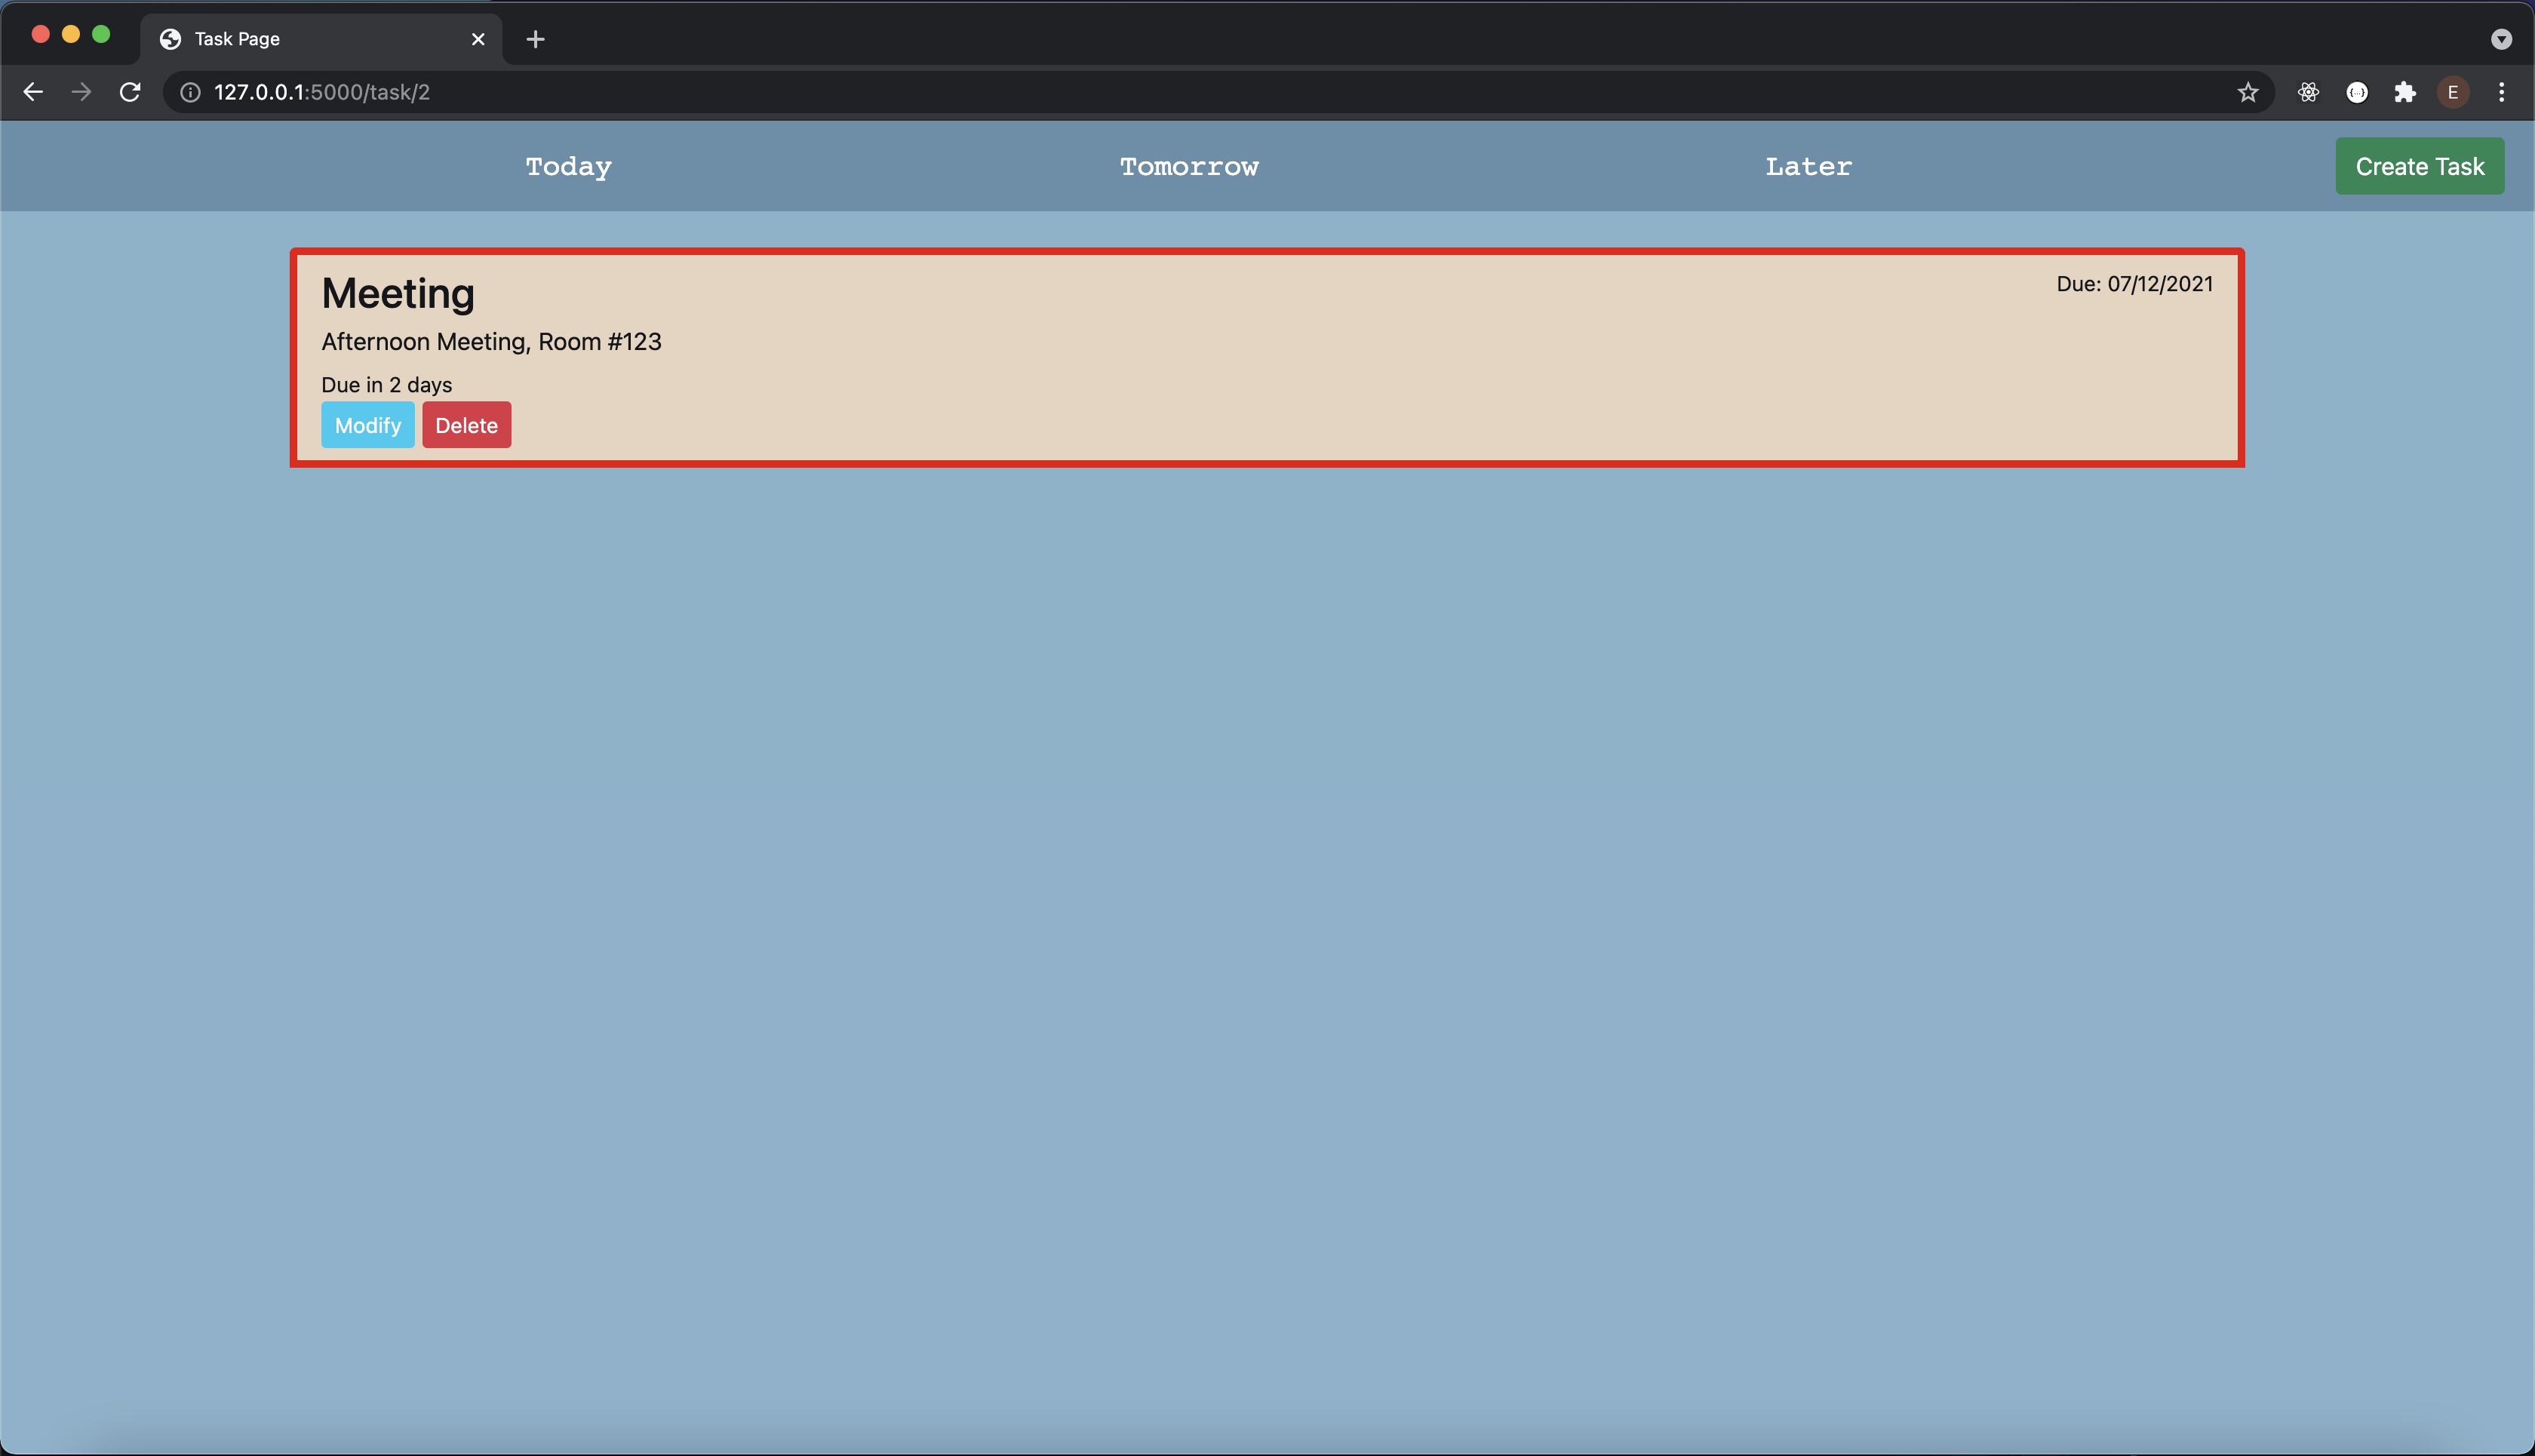 Task Page
127.0.0.1:5000/task/2
E
Today Tomorrow Later Create Task
Meeting Due: 07/12/2021
Afternoon Meeting, Room #123
Due in 2 days
Modify Delete